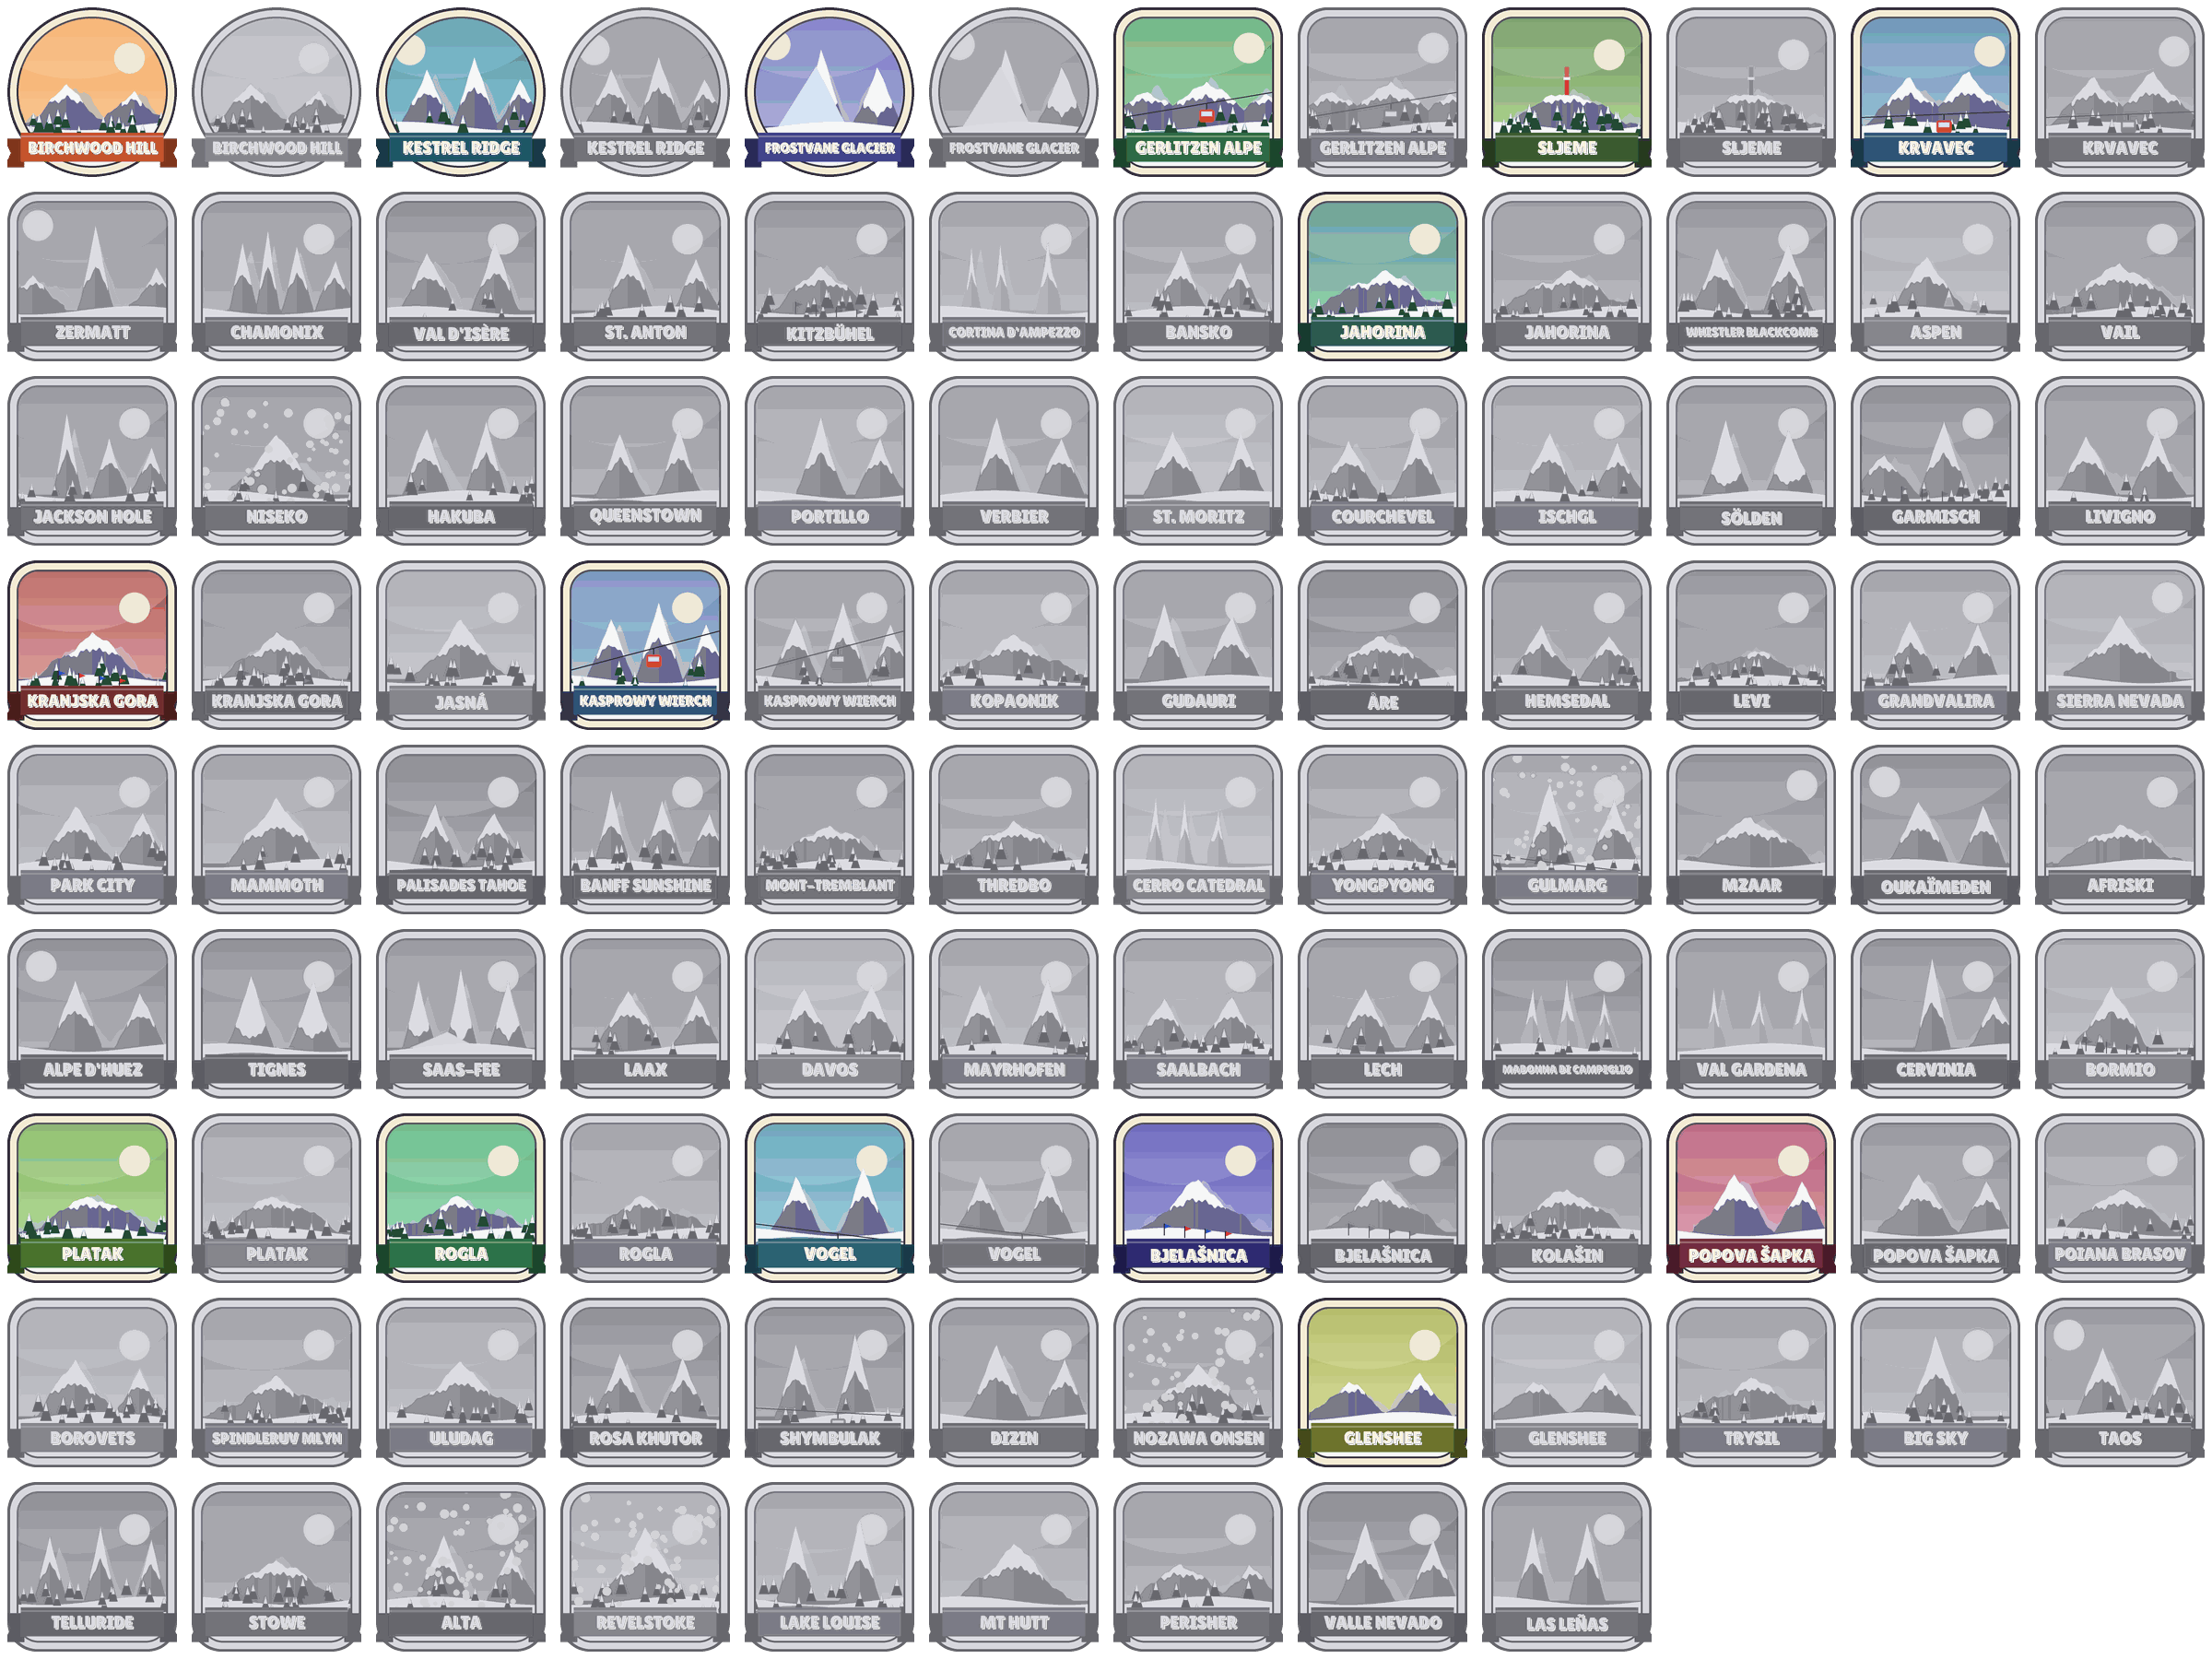 BIRCHWOOD HILL
BIRCHWOOD HILL
KESTREL RIDGE
KESTREL RIDGE
FROSTVANE GLACIER
FROSTVANE GLACIER
GERLITZEN ALPE
GERLITZEN ALPE
SLJEME
SLJEME
KRVAVEC
KRVAVEC
ZERMATT
CHAMONIX
VAL D'ISÈRE
ST. ANTON
KITZBÜHEL
CORTINA D'AMPEZZO
BANSKO
JAHORINA
JAHORINA
WHISTLER BLACKCOMB
ASPEN
VAIL
JACKSON HOLE
NISEKO
HAKUBA
QUEENSTOWN
PORTILLO
VERBIER
ST. MORITZ
COURCHEVEL
ISCHGL
SÖLDEN
GARMISCH
LIVIGNO
KRANJSKA GORA
KRANJSKA GORA
JASNÁ
KASPROWY WIERCH
KASPROWY WIERCH
KOPAONIK
GUDAURI
ÅRE
HEMSEDAL
LEVI
GRANDVALIRA
SIERRA NEVADA
PARK CITY
MAMMOTH
PALISADES TAHOE
BANFF SUNSHINE
MONT-TREMBLANT
THREDBO
CERRO CATEDRAL
YONGPYONG
GULMARG
MZAAR
OUKAÏMEDEN
AFRISKI
ALPE D'HUEZ
TIGNES
SAAS-FEE
LAAX
DAVOS
MAYRHOFEN
SAALBACH
LECH
MADONNA DI CAMPIGLIO
VAL GARDENA
CERVINIA
BORMIO
PLATAK
PLATAK
ROGLA
ROGLA
VOGEL
VOGEL
BJELAŠNICA
BJELAŠNICA
KOLAŠIN
POPOVA ŠAPKA
POPOVA ŠAPKA
POIANA BRASOV
BOROVETS
SPINDLERUV MLYN
ULUDAG
ROSA KHUTOR
SHYMBULAK
DIZIN
NOZAWA ONSEN
GLENSHEE
GLENSHEE
TRYSIL
BIG SKY
TAOS
TELLURIDE
STOWE
ALTA
REVELSTOKE
LAKE LOUISE
MT HUTT
PERISHER
VALLE NEVADO
LAS LEÑAS